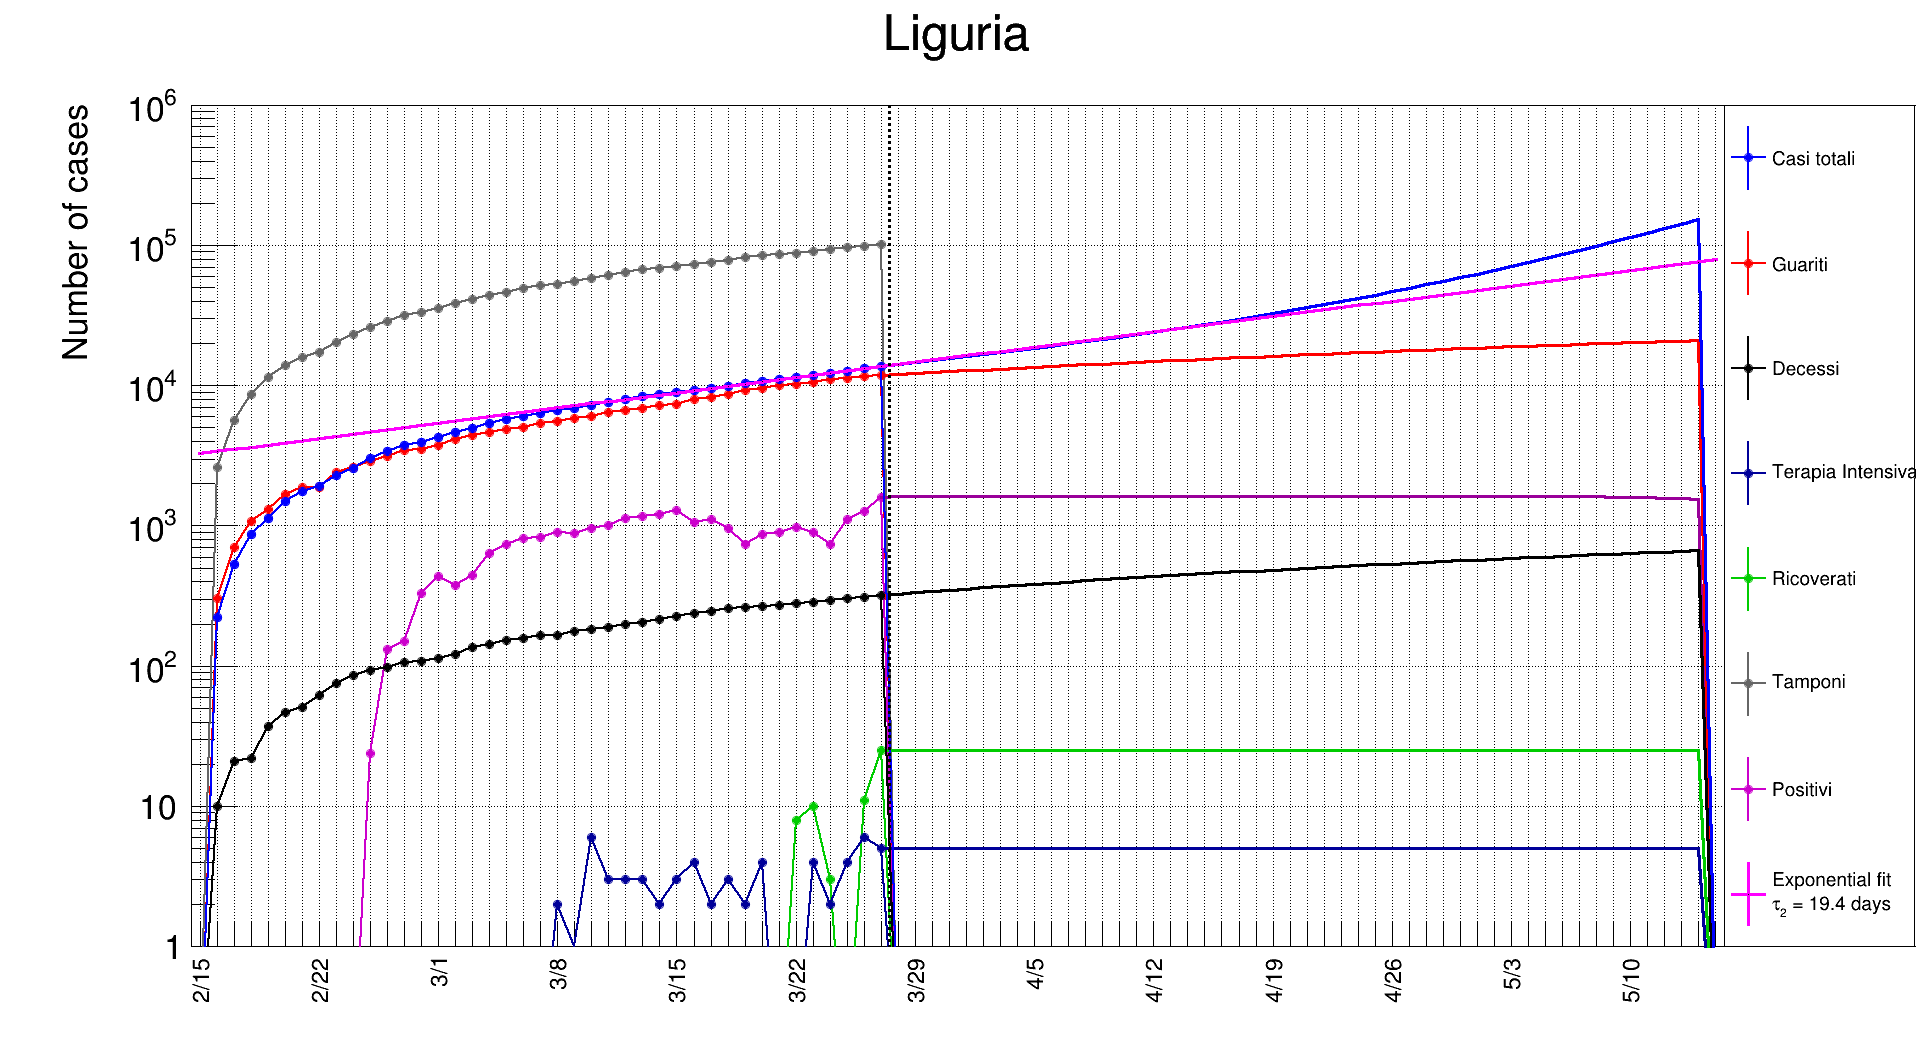 Liguria
Number of cases
10^6
10^5
10^4
10^3
10^2
10
1
2/15
2/22
3/1
3/8
3/15
3/22
3/29
4/5
4/12
4/19
4/26
5/3
5/10
Casi totali
Guariti
Decessi
Terapia Intensiva
Ricoverati
Tamponi
Positivi
Exponential fit
τ₂ = 19.4 days